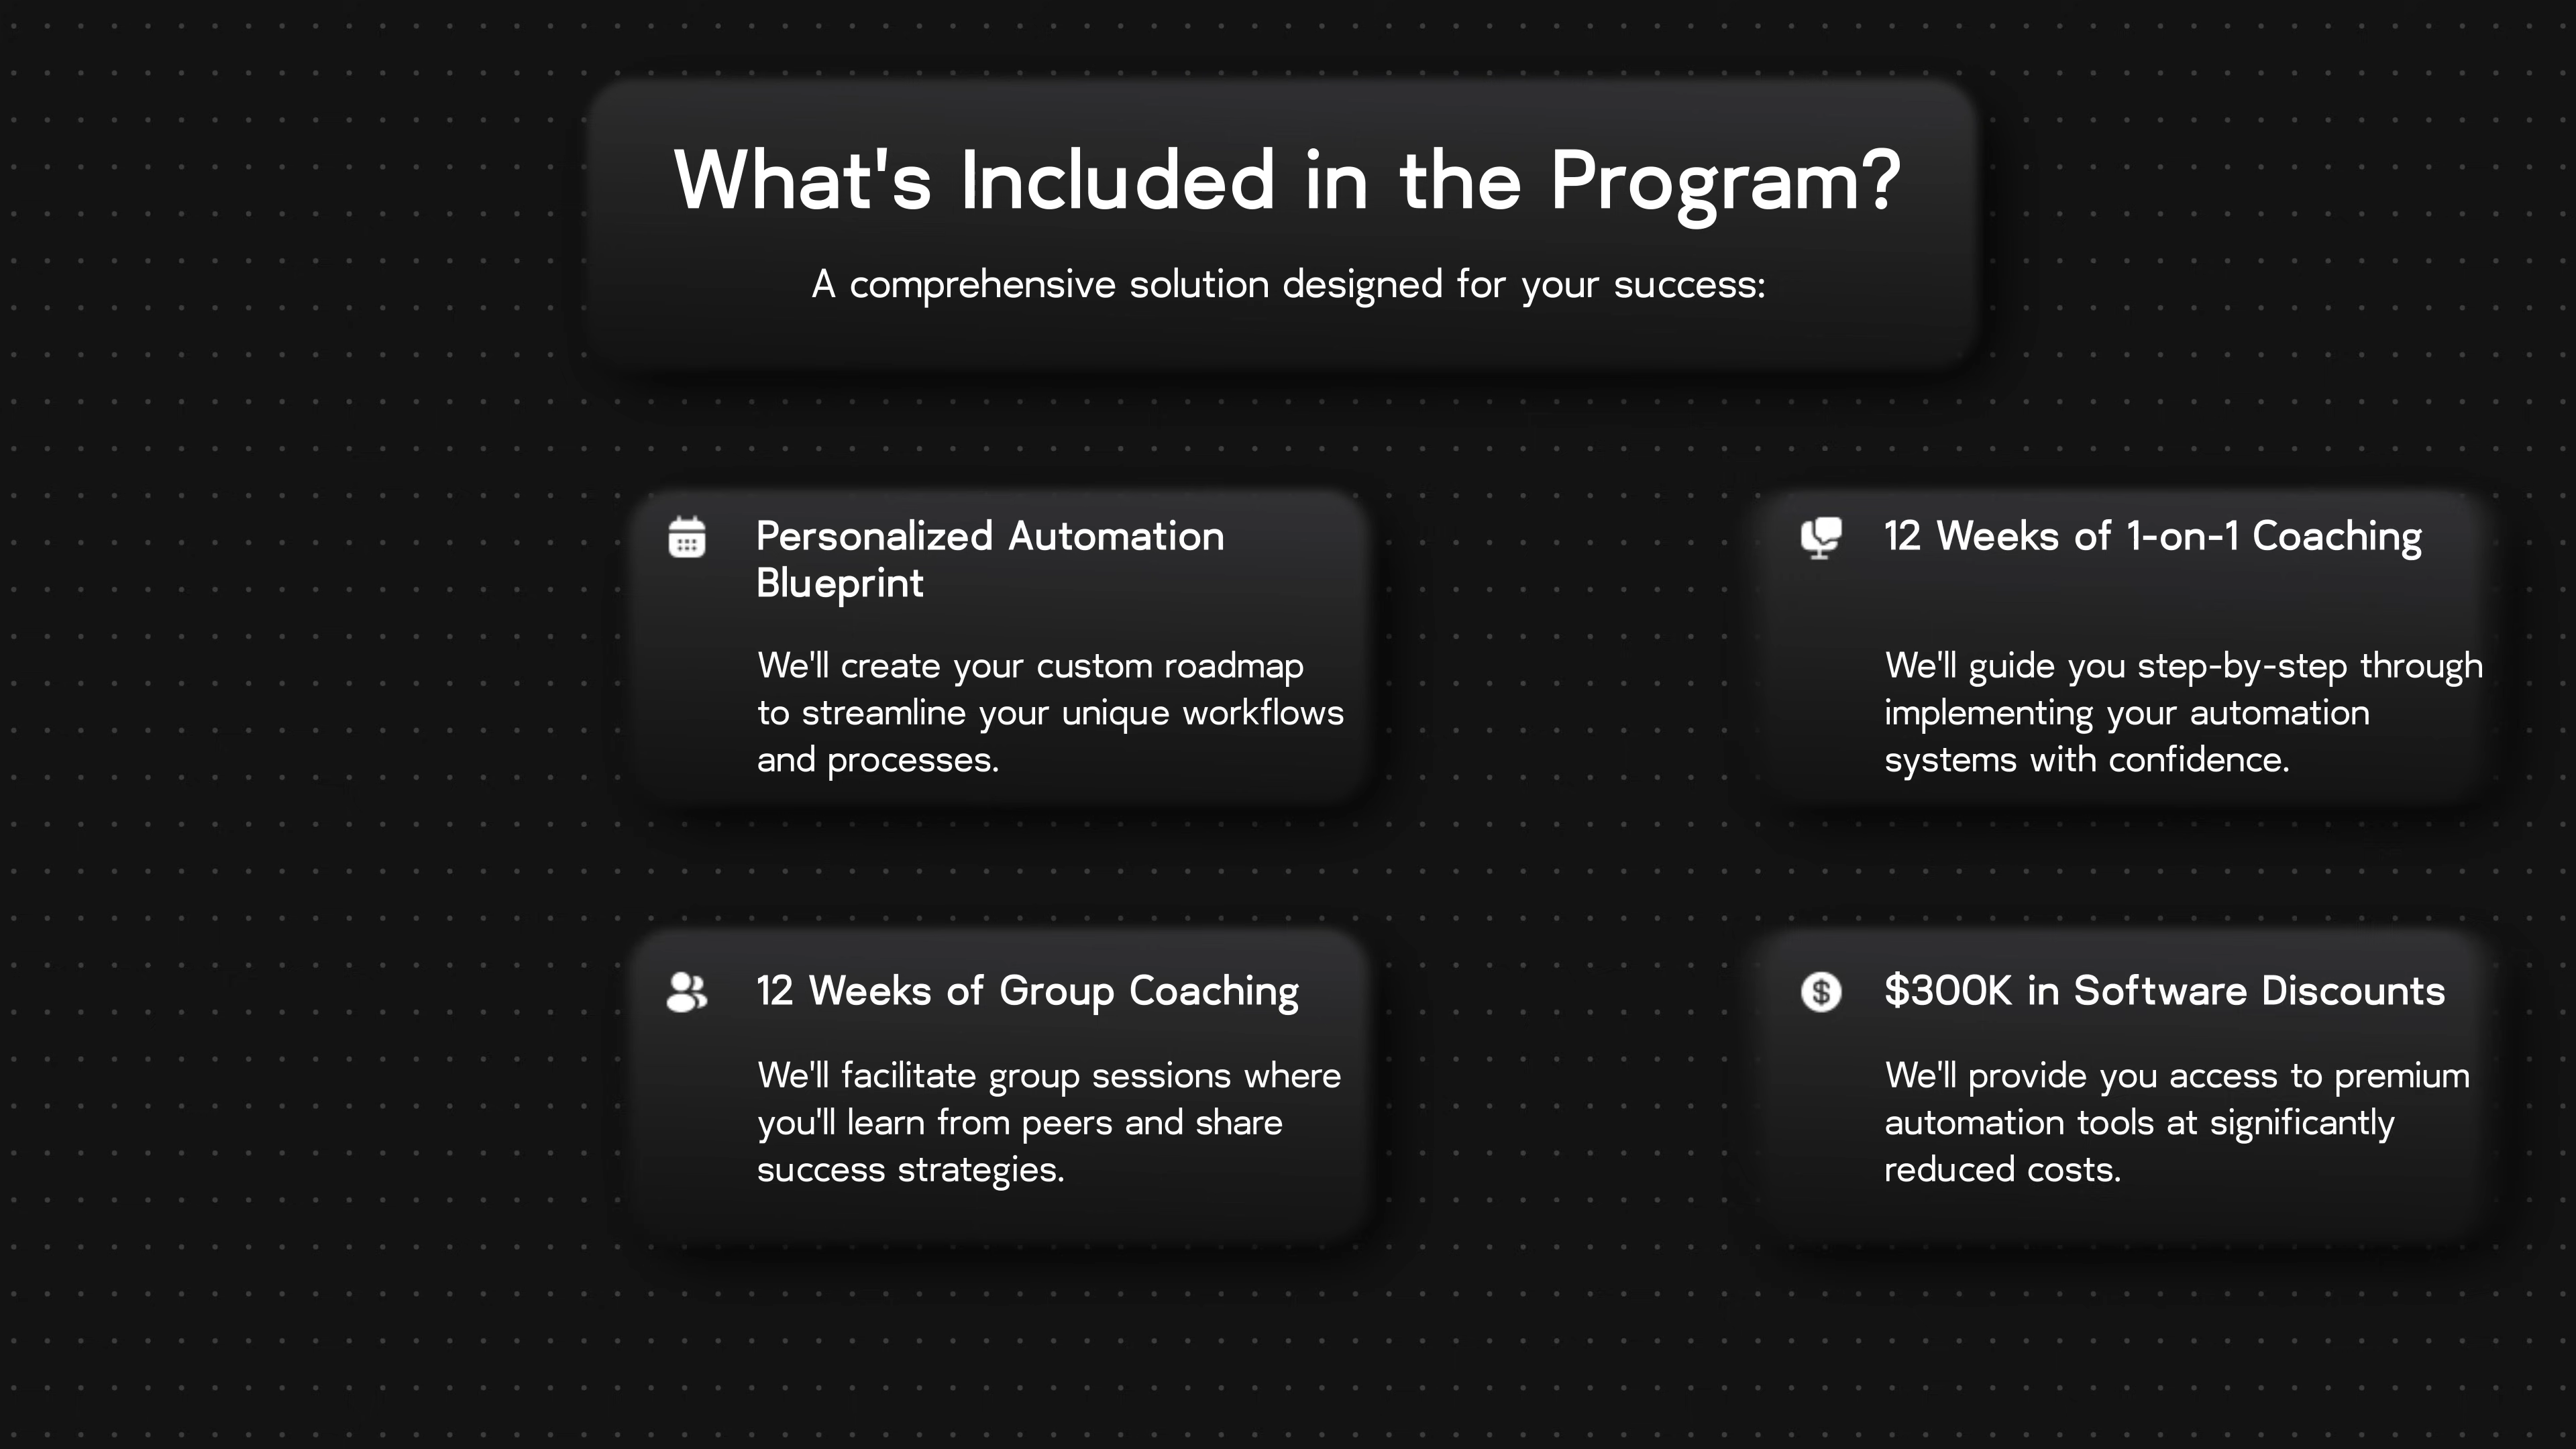 What's Included in the Program?
A comprehensive solution designed for your success:
Personalized Automation
Blueprint
We'll create your custom roadmap
to streamline your unique workflows
and processes.
12 Weeks of 1-on-1 Coaching
We'll guide you step-by-step through
implementing your automation
systems with confidence.
12 Weeks of Group Coaching
We'll facilitate group sessions where
you'll learn from peers and share
success strategies.
$300K in Software Discounts
We'll provide you access to premium
automation tools at significantly
reduced costs.